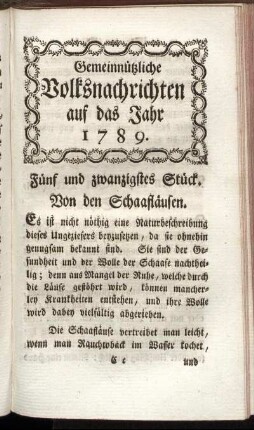 Gemeinnützliche
Volksnachrichten
auf das Jahr
1789.
Fünf und zwanzigstes Stück.
Von den Schaafläusen.
Es ist nicht nöthig eine Naturbeschreibung
dieses Ungeziefers beyzusetzen, da sie ohnehin
genugsam bekannt sind. Sie sind der Ge-
sundheit und der Wolle der Schaafe nachthei-
lig; denn aus Mangel der Ruhe, welche durch
die Läuse gestöhrt wird, können mancher-
ley Krankheiten entstehen, und ihre Wolle
wird dabey vielfältig abgerieben.
Die Schaafläuse vertreibet man leicht,
wenn man Rauchtoback im Wasser kochet,
C c
und